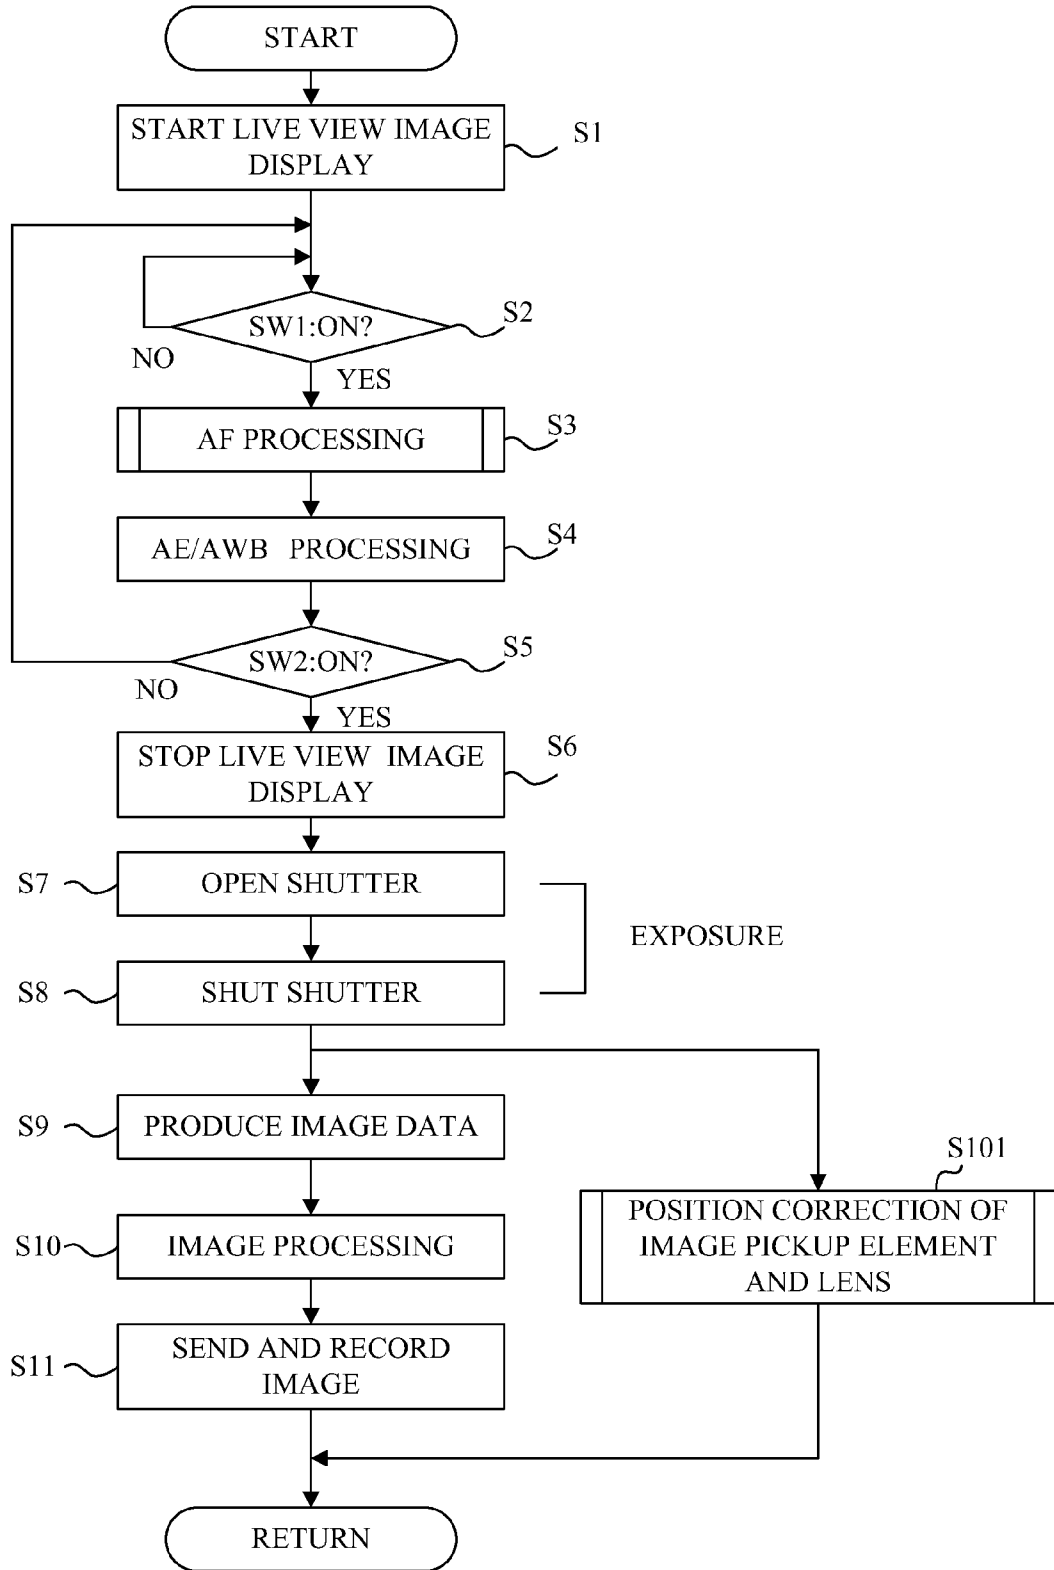 START
START LIVE VIEW IMAGE
DISPLAY
S1
SW1:ON?
S2
NO
YES
AF PROCESSING
S3
AE/AWB PROCESSING
S4
SW2:ON?
S5
NO
YES
STOP LIVE VIEW IMAGE
DISPLAY
S6
S7
OPEN SHUTTER
EXPOSURE
S8
SHUT SHUTTER
S9
PRODUCE IMAGE DATA
S101
POSITION CORRECTION OF
IMAGE PICKUP ELEMENT
AND LENS
S10
IMAGE PROCESSING
S11
SEND AND RECORD
IMAGE
RETURN